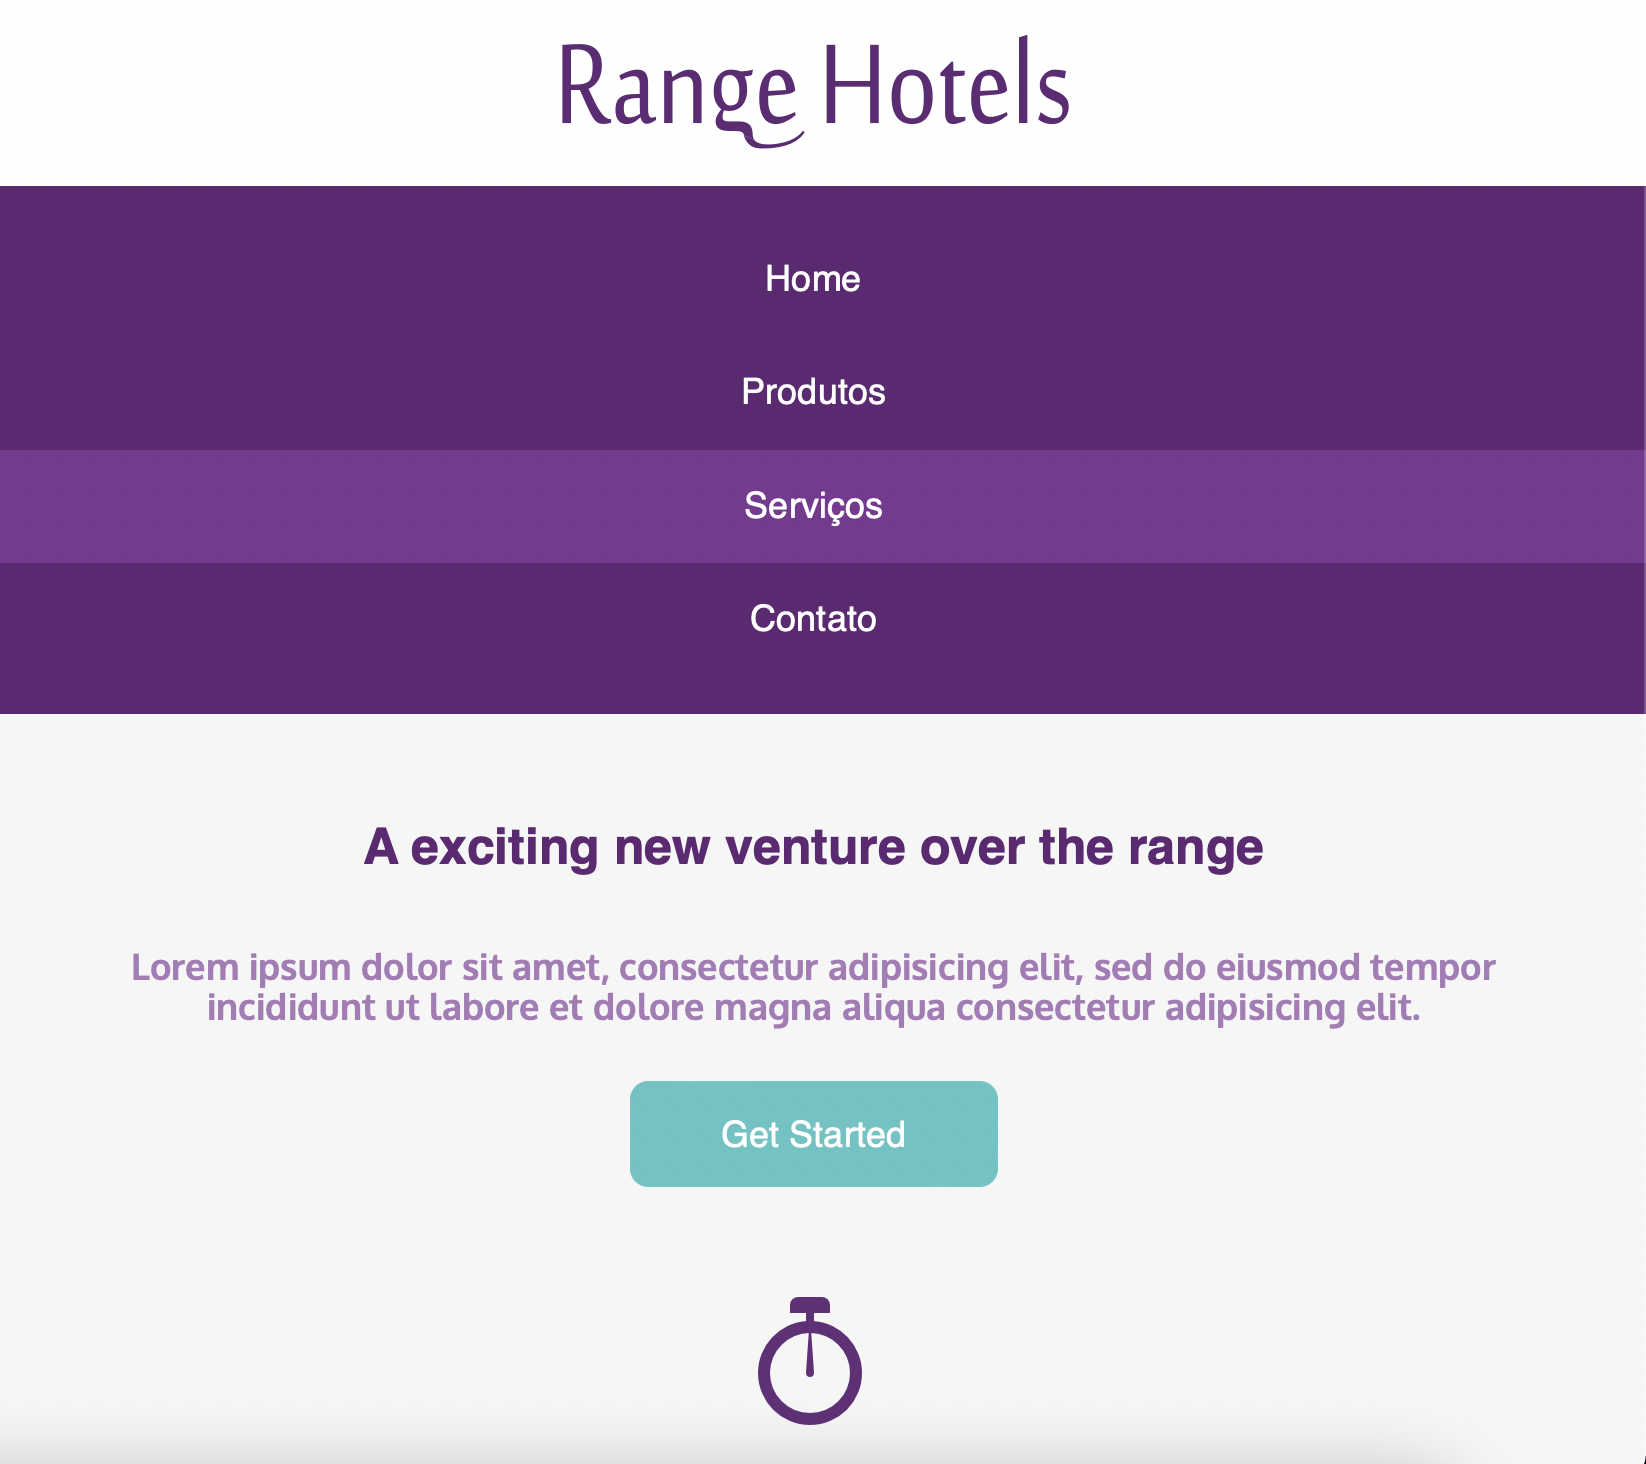 Range Hotels
Home
Produtos
Serviços
Contato
A exciting new venture over the range
Lorem ipsum dolor sit amet, consectetur adipisicing elit, sed do eiusmod tempor
incididunt ut labore et dolore magna aliqua consectetur adipisicing elit.
Get Started